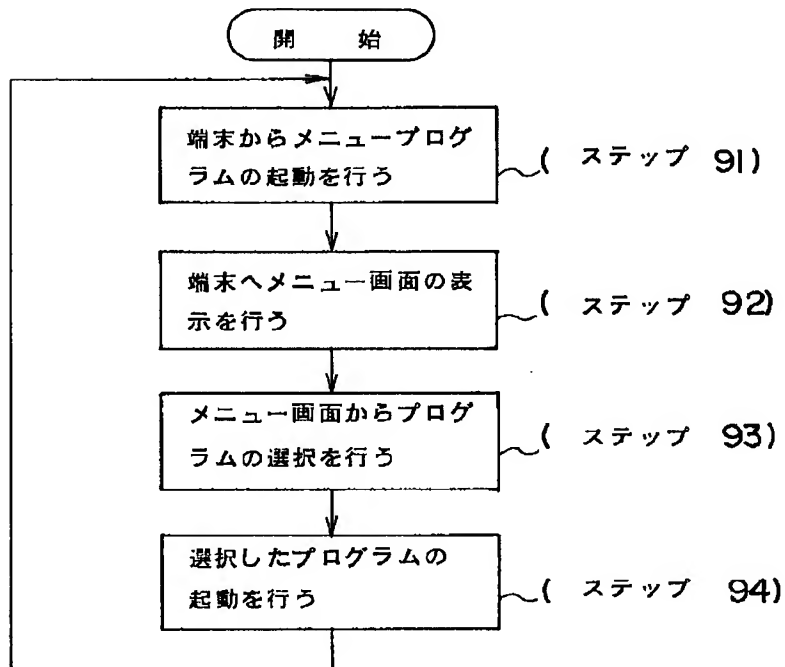 開 始
端末からメニュープログ
ラムの起動を行う
( ステップ 91)
端末へメニュー画面の表
示を行う
( ステップ 92)
メニュー画面からプログ
ラムの選択を行う
( ステップ 93)
選択したプログラムの
起動を行う
( ステップ 94)